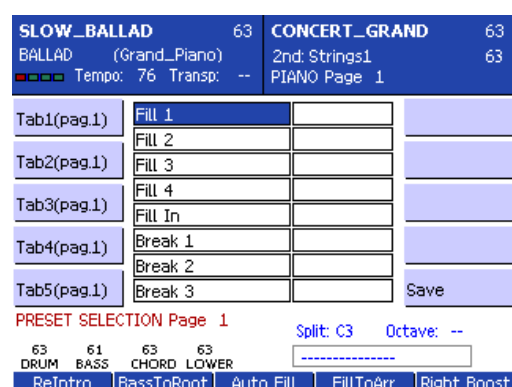 SLOW_BALLAD 63 CONCERT_GRAND 63
BALLAD (Grand_Piano) 2nd: Strings1 63
Tempo: 76 Transp: -- PIANO Page 1
Tab1(pag.1) Fill 1
Fill 2
Tab2(pag.1) Fill 3
Fill 4
Tab3(pag.1) Fill In
Tab4(pag.1) Break 1
Break 2
Tab5(pag.1) Break 3 Save
PRESET SELECTION Page 1
Split: C3 Octave: --
63 61 63 63
DRUM BASS CHORD LOWER ---------------
ReIntro BassToRoot Auto Fill FillToArr Right Boost